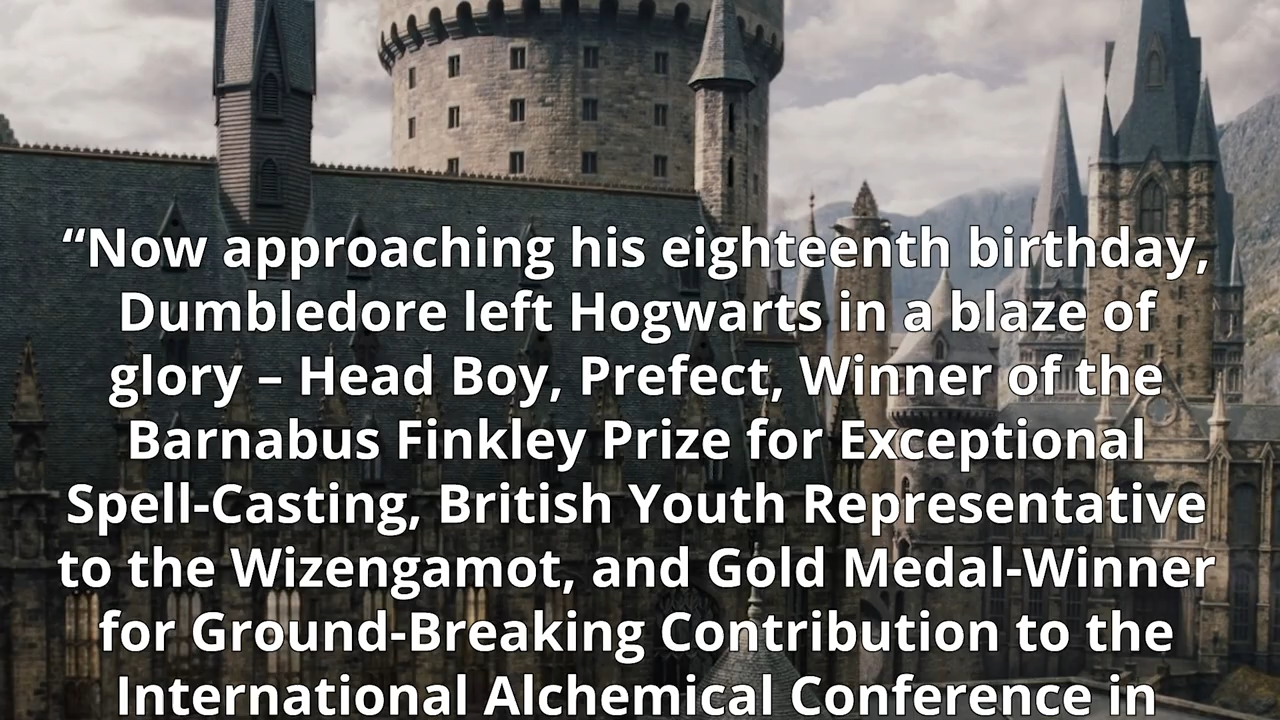 “Now approaching his eighteenth birthday,
Dumbledore left Hogwarts in a blaze of
glory – Head Boy, Prefect, Winner of the
Barnabus Finkley Prize for Exceptional
Spell-Casting, British Youth Representative
to the Wizengamot, and Gold Medal-Winner
for Ground-Breaking Contribution to the
International Alchemical Conference in